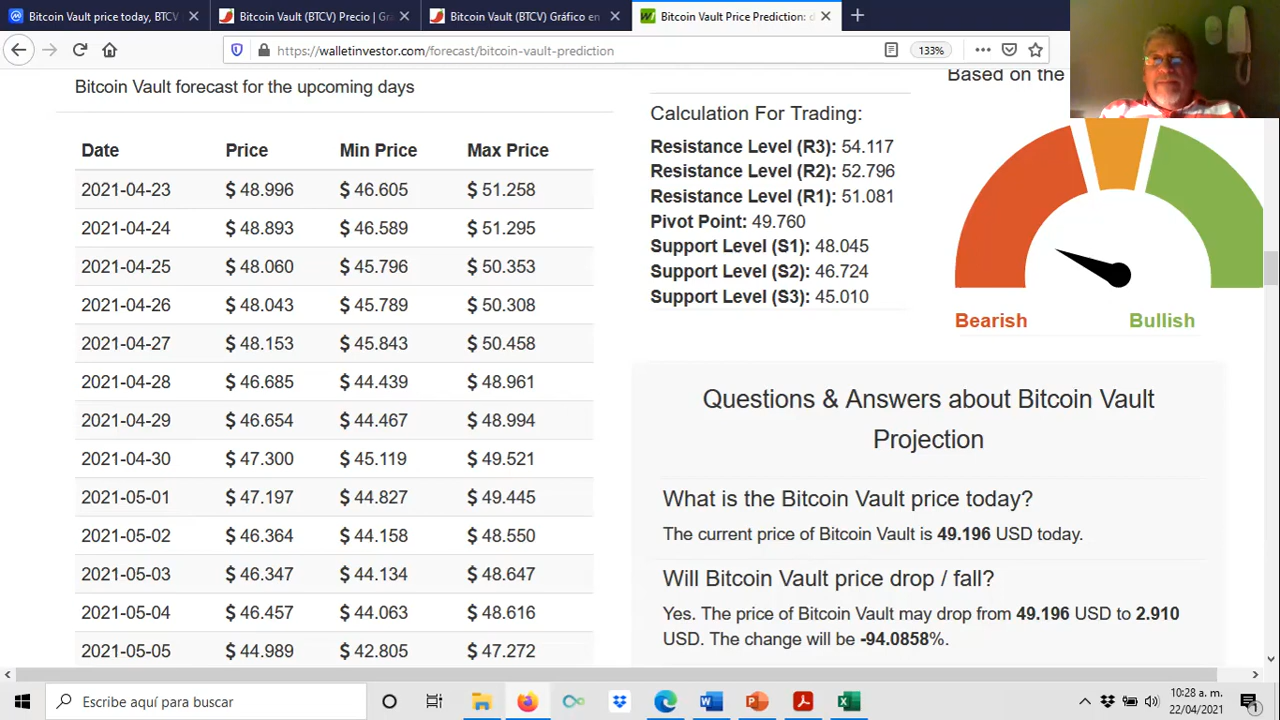 Bitcoin Vault price today, BTCV
Bitcoin Vault (BTCV) Precio
Bitcoin Vault (BTCV) Gráfico en
Bitcoin Vault Price Prediction: d
https://walletinvestor.com/forecast/bitcoin-vault-prediction
133%
Bitcoin Vault forecast for the upcoming days
Date Price Min Price Max Price
2021-04-23 $ 48.996 $ 46.605 $ 51.258
2021-04-24 $ 48.893 $ 46.589 $ 51.295
2021-04-25 $ 48.060 $ 45.796 $ 50.353
2021-04-26 $ 48.043 $ 45.789 $ 50.308
2021-04-27 $ 48.153 $ 45.843 $ 50.458
2021-04-28 $ 46.685 $ 44.439 $ 48.961
2021-04-29 $ 46.654 $ 44.467 $ 48.994
2021-04-30 $ 47.300 $ 45.119 $ 49.521
2021-05-01 $ 47.197 $ 44.827 $ 49.445
2021-05-02 $ 46.364 $ 44.158 $ 48.550
2021-05-03 $ 46.347 $ 44.134 $ 48.647
2021-05-04 $ 46.457 $ 44.063 $ 48.616
2021-05-05 $ 44.989 $ 42.805 $ 47.272
Calculation For Trading:
Resistance Level (R3): 54.117
Resistance Level (R2): 52.796
Resistance Level (R1): 51.081
Pivot Point: 49.760
Support Level (S1): 48.045
Support Level (S2): 46.724
Support Level (S3): 45.010
Based on the
Bearish
Bullish
Questions & Answers about Bitcoin Vault
Projection
What is the Bitcoin Vault price today?
The current price of Bitcoin Vault is 49.196 USD today.
Will Bitcoin Vault price drop / fall?
Yes. The price of Bitcoin Vault may drop from 49.196 USD to 2.910
USD. The change will be -94.0858%.
Escribe aquí para buscar
10:28 a. m.
22/04/2021
1